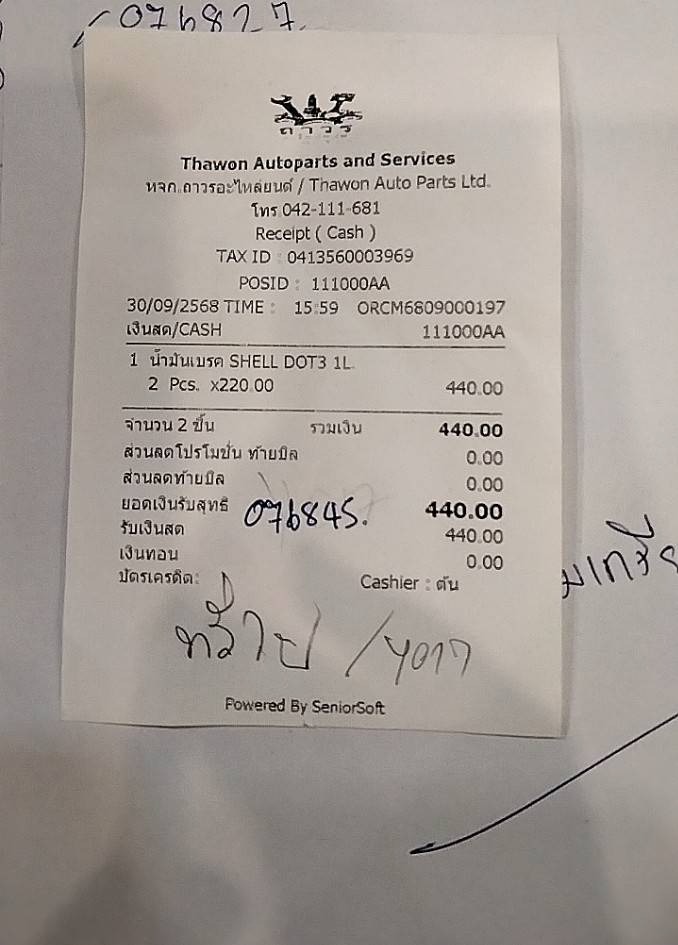 076827
ถาวร
Thawon Autoparts and Services
หจก.ถาวรอะไหล่ยนต์ / Thawon Auto Parts Ltd.
โทร 042-111-681
Receipt ( Cash )
TAX ID : 0413560003969
POSID : 111000AA
30/09/2568 TIME : 15:59 ORCM6809000197
เงินสด/CASH 111000AA
1 น้ำมันเบรค SHELL DOT3 1L.
2 Pcs. x220.00 440.00
จำนวน 2 ชิ้น รวมเงิน 440.00
ส่วนลดโปรโมชั่น ท้ายบิล 0.00
ส่วนลดท้ายบิล 0.00
ยอดเงินรับสุทธิ 440.00
076845.
รับเงินสด 440.00
เงินทอน 0.00
บัตรเครดิต: Cashier : ต้น
Powered By SeniorSoft